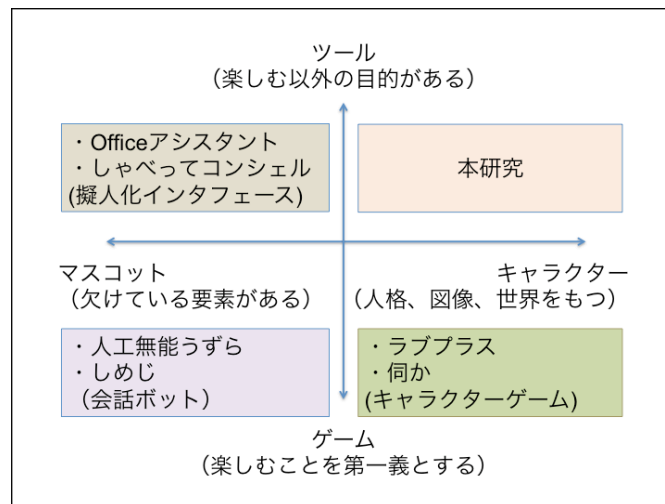 ツール
（楽しむ以外の目的がある）
・Officeアシスタント
・しゃべってコンシェル
(擬人化インタフェース)
本研究
マスコット
（欠けている要素がある）
キャラクター
（人格、図像、世界をもつ）
・人工無能うずら
・しめじ
（会話ボット）
・ラブプラス
・伺か
(キャラクターゲーム)
ゲーム
（楽しむことを第一義とする）